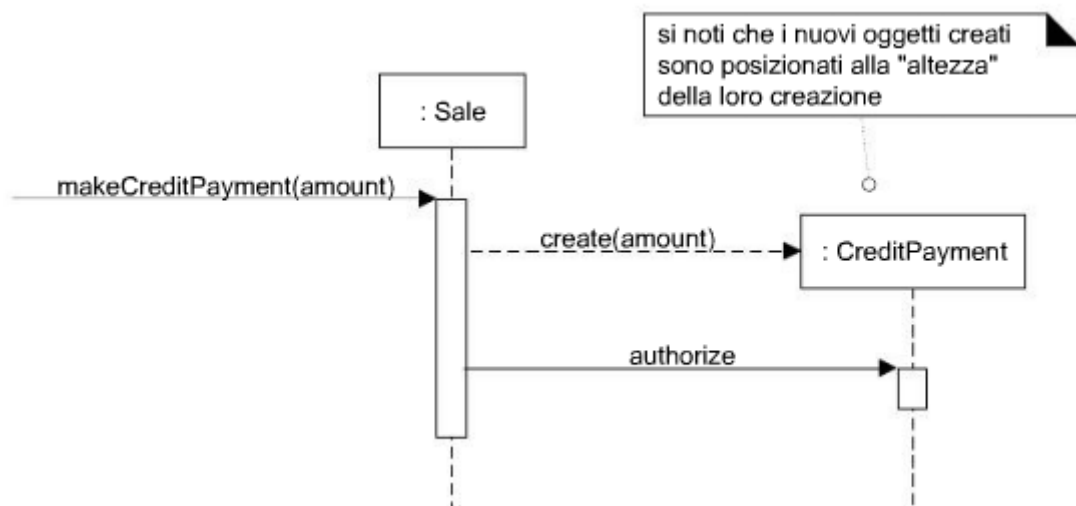 si noti che i nuovi oggetti creati
sono posizionati alla "altezza"
della loro creazione
: Sale
makeCreditPayment(amount)
create(amount)
: CreditPayment
authorize